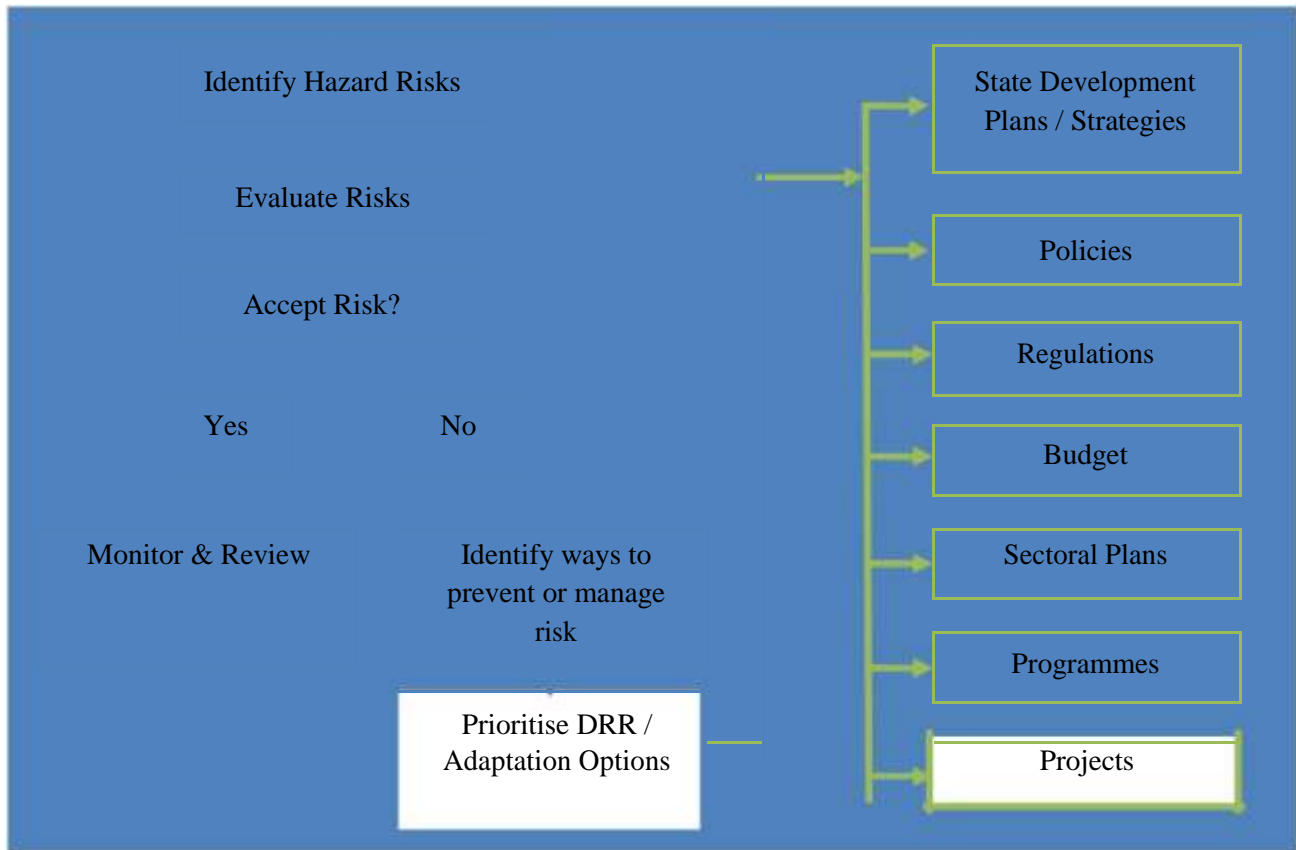 Identify Hazard Risks
Evaluate Risks
Accept Risk?
Yes
No
Monitor & Review
Identify ways to
prevent or manage
risk
Prioritise DRR /
Adaptation Options
State Development
Plans / Strategies
Policies
Regulations
Budget
Sectoral Plans
Programmes
Projects